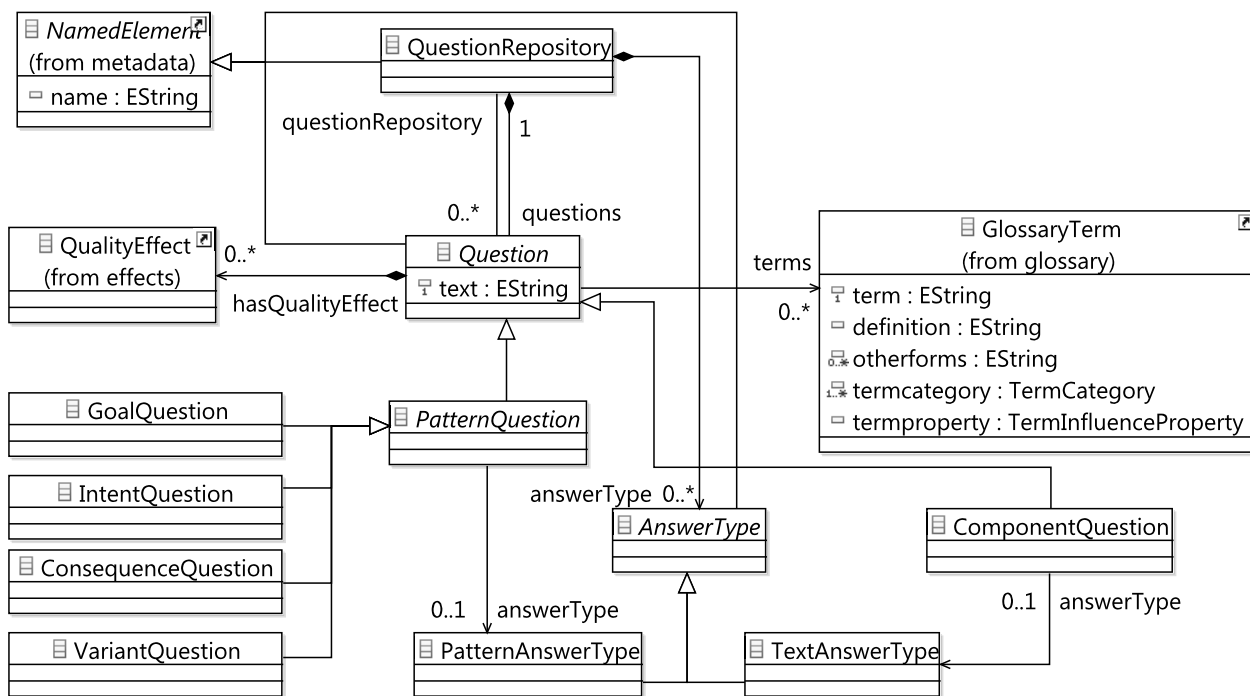 NamedElement
(from metadata)
name : EString
QuestionRepository
questionRepository
1
0..*
questions
QualityEffect
(from effects)
0..*
hasQualityEffect
Question
text : EString
terms
0..*
GlossaryTerm
(from glossary)
term : EString
definition : EString
otherforms : EString
termcategory : TermCategory
termproperty : TermInfluenceProperty
GoalQuestion
PatternQuestion
IntentQuestion
answerType 0..*
AnswerType
ComponentQuestion
ConsequenceQuestion
0..1
answerType
0..1
answerType
VariantQuestion
PatternAnswerType
TextAnswerType